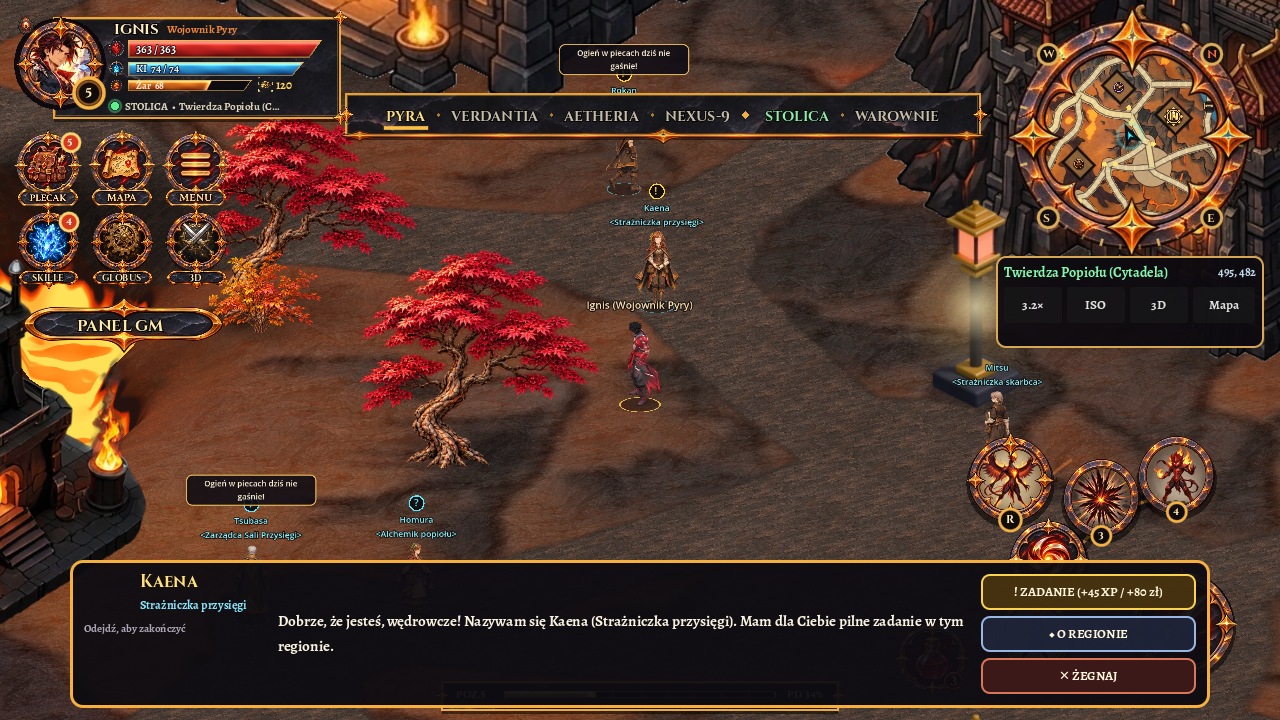 IGNIS Wojownik Pyry
363 / 363
KI 74 / 74
Żar 68
120
5
STOLICA • Twierdza Popiołu (C...
5
PLECAK
MAPA
MENU
4
SKILLE
GLOBUS
3D
PANEL GM
Ogień w piecach dziś nie
gaśnie!
Rokan
PYRA • VERDANTIA • AETHERIA • NEXUS-9 ◆ STOLICA • WAROWNIE
W
N
S
E
Twierdza Popiołu (Cytadela) 495, 482
3.2× ISO 3D Mapa
!
Kaena
<Strażniczka przysięgi>
Ignis (Wojownik Pyry)
Mitsu
<Strażniczka skarbca>
R
3
4
Ogień w piecach dziś nie
gaśnie!
Tsubasa
<Zarządca Sali Przysięgi>
?
Homura
<Alchemik popiołu>
Kaena
Strażniczka przysięgi
Odejdź, aby zakończyć
Dobrze, że jesteś, wędrowcze! Nazywam się Kaena (Strażniczka przysięgi). Mam dla Ciebie pilne zadanie w tym
regionie.
! ZADANIE (+45 XP / +80 zł)
◆ O REGIONIE
✕ ŻEGNAJ
POZ.5